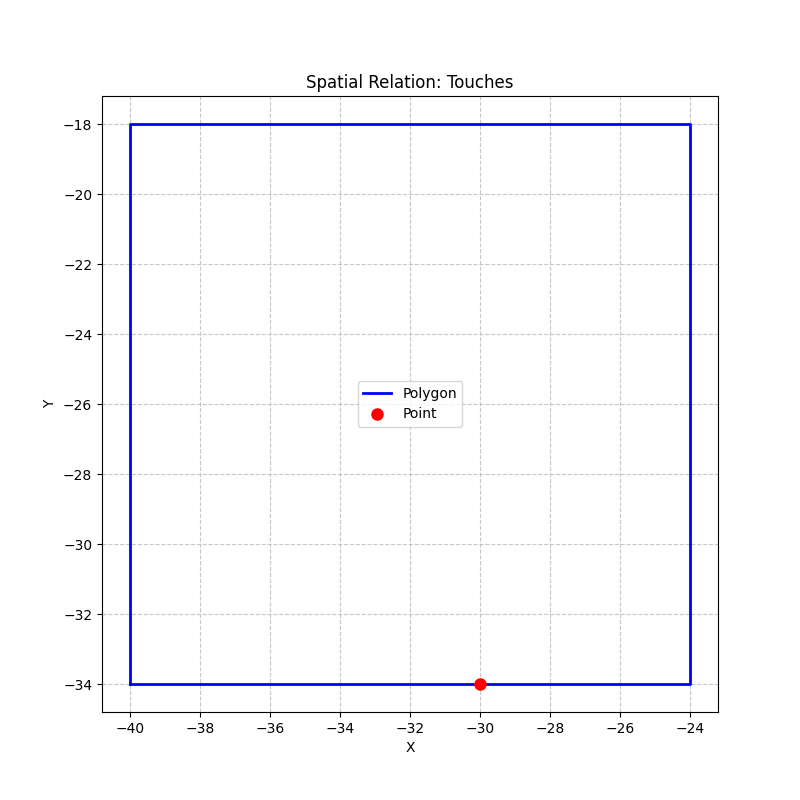 Spatial Relation: Touches
−18
−20
−22
−24
−26
−28
−30
−32
−34
Y
Polygon
Point
−40 −38 −36 −34 −32 −30 −28 −26 −24
X